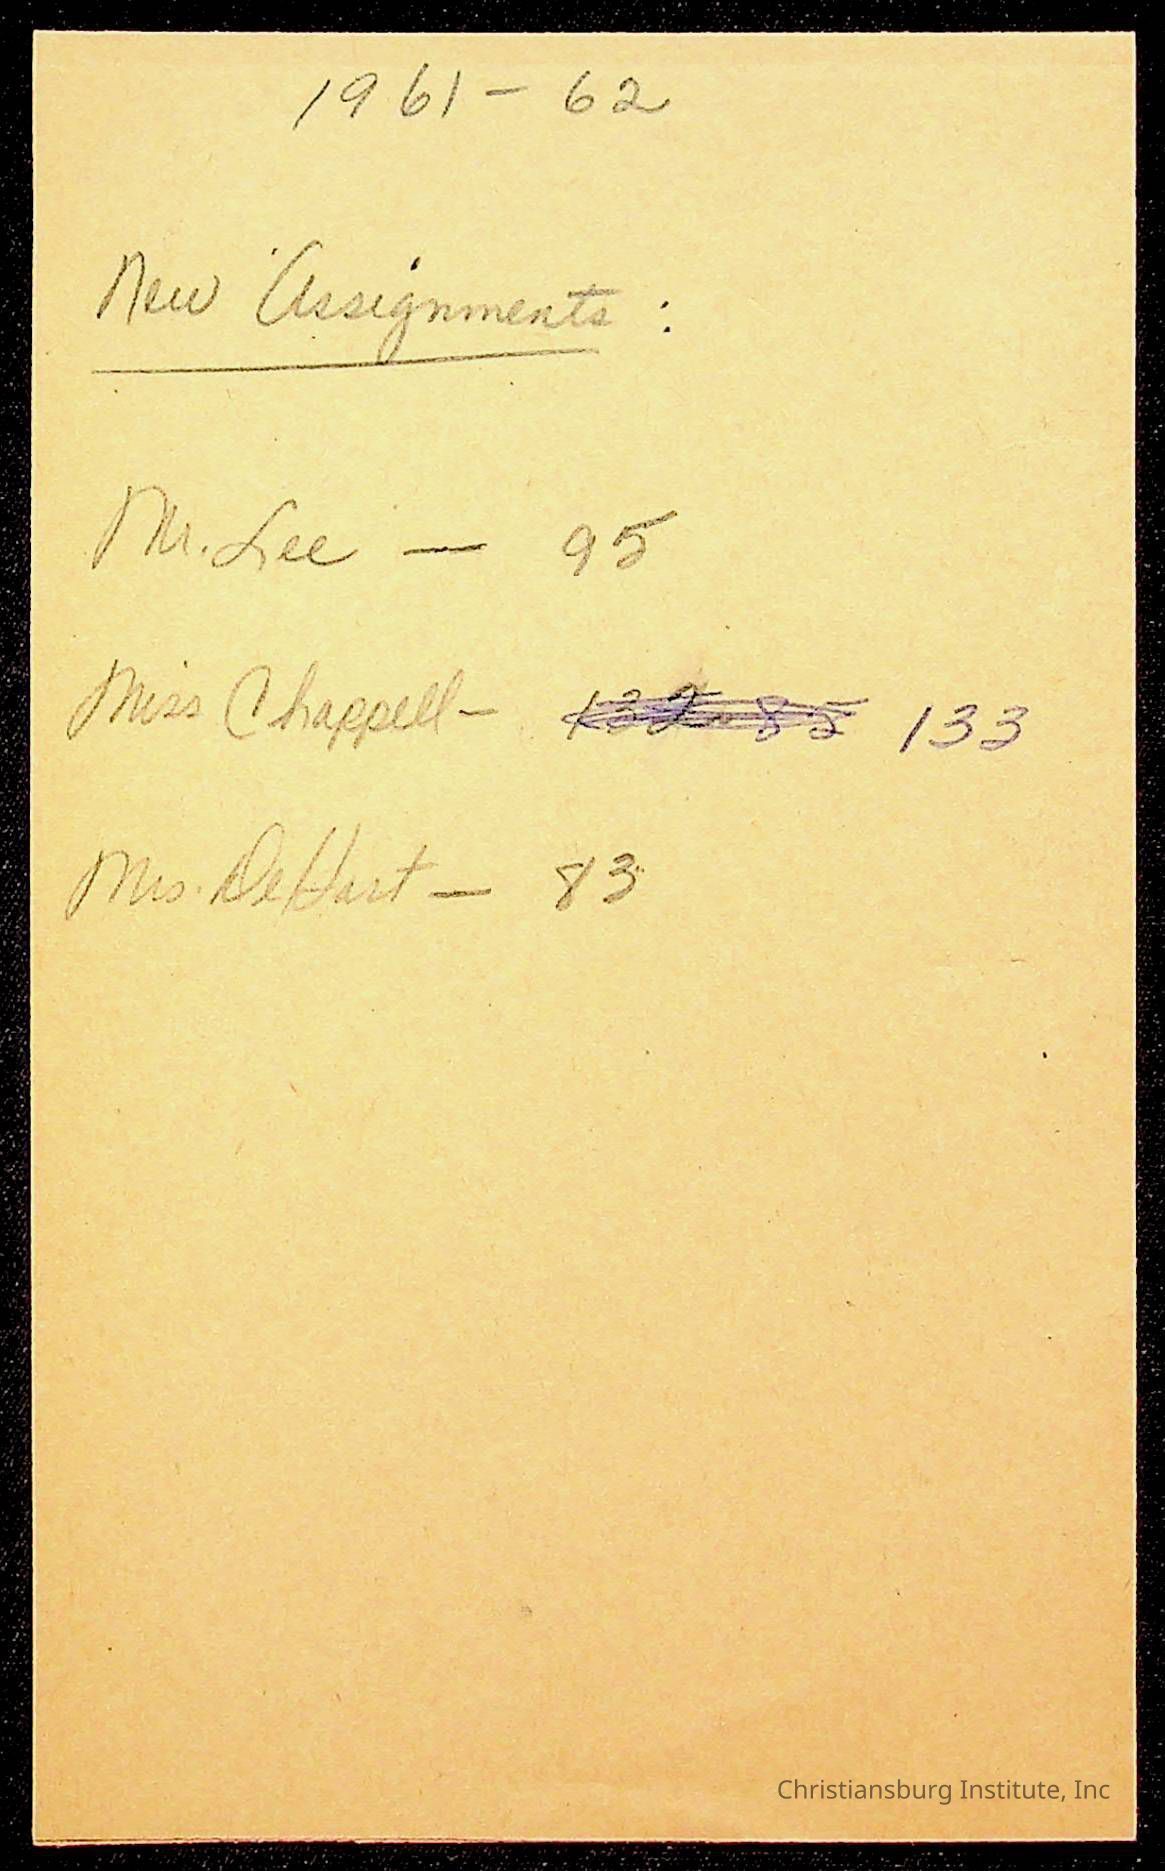 1961 - 62
New Assignments :
Mr. Lee — 95
Miss Chappell - 133
Mrs. DeHart — 83
Christiansburg Institute, Inc